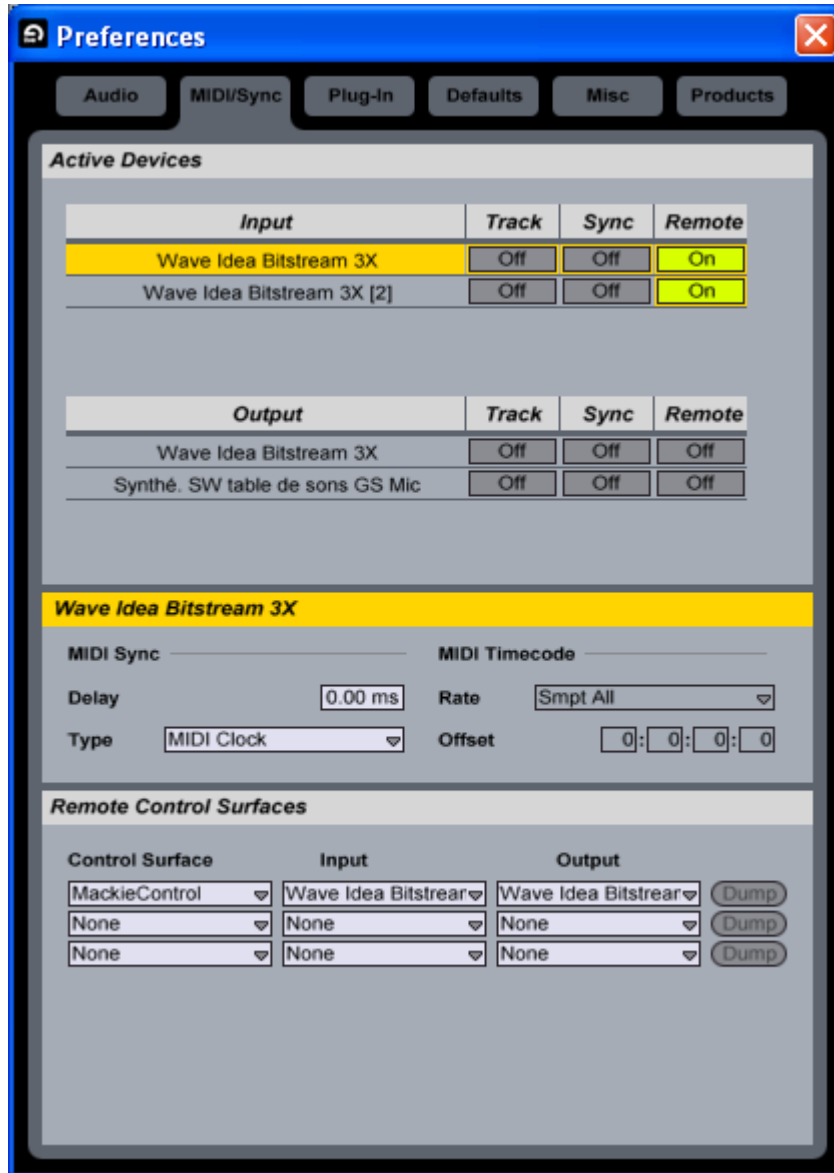 Preferences
Audio MIDI/Sync Plug-In Defaults Misc Products
Active Devices
Input Track Sync Remote
Wave Idea Bitstream 3X Off Off On
Wave Idea Bitstream 3X [2] Off Off On
Output Track Sync Remote
Wave Idea Bitstream 3X Off Off Off
Synthé. SW table de sons GS Mic Off Off Off
Wave Idea Bitstream 3X
MIDI Sync MIDI Timecode
Delay 0.00 ms Rate Smpt All
Type MIDI Clock Offset 0: 0: 0: 0
Remote Control Surfaces
Control Surface Input Output
MackieControl Wave Idea Bitstrear Wave Idea Bitstrear Dump
None None None Dump
None None None Dump